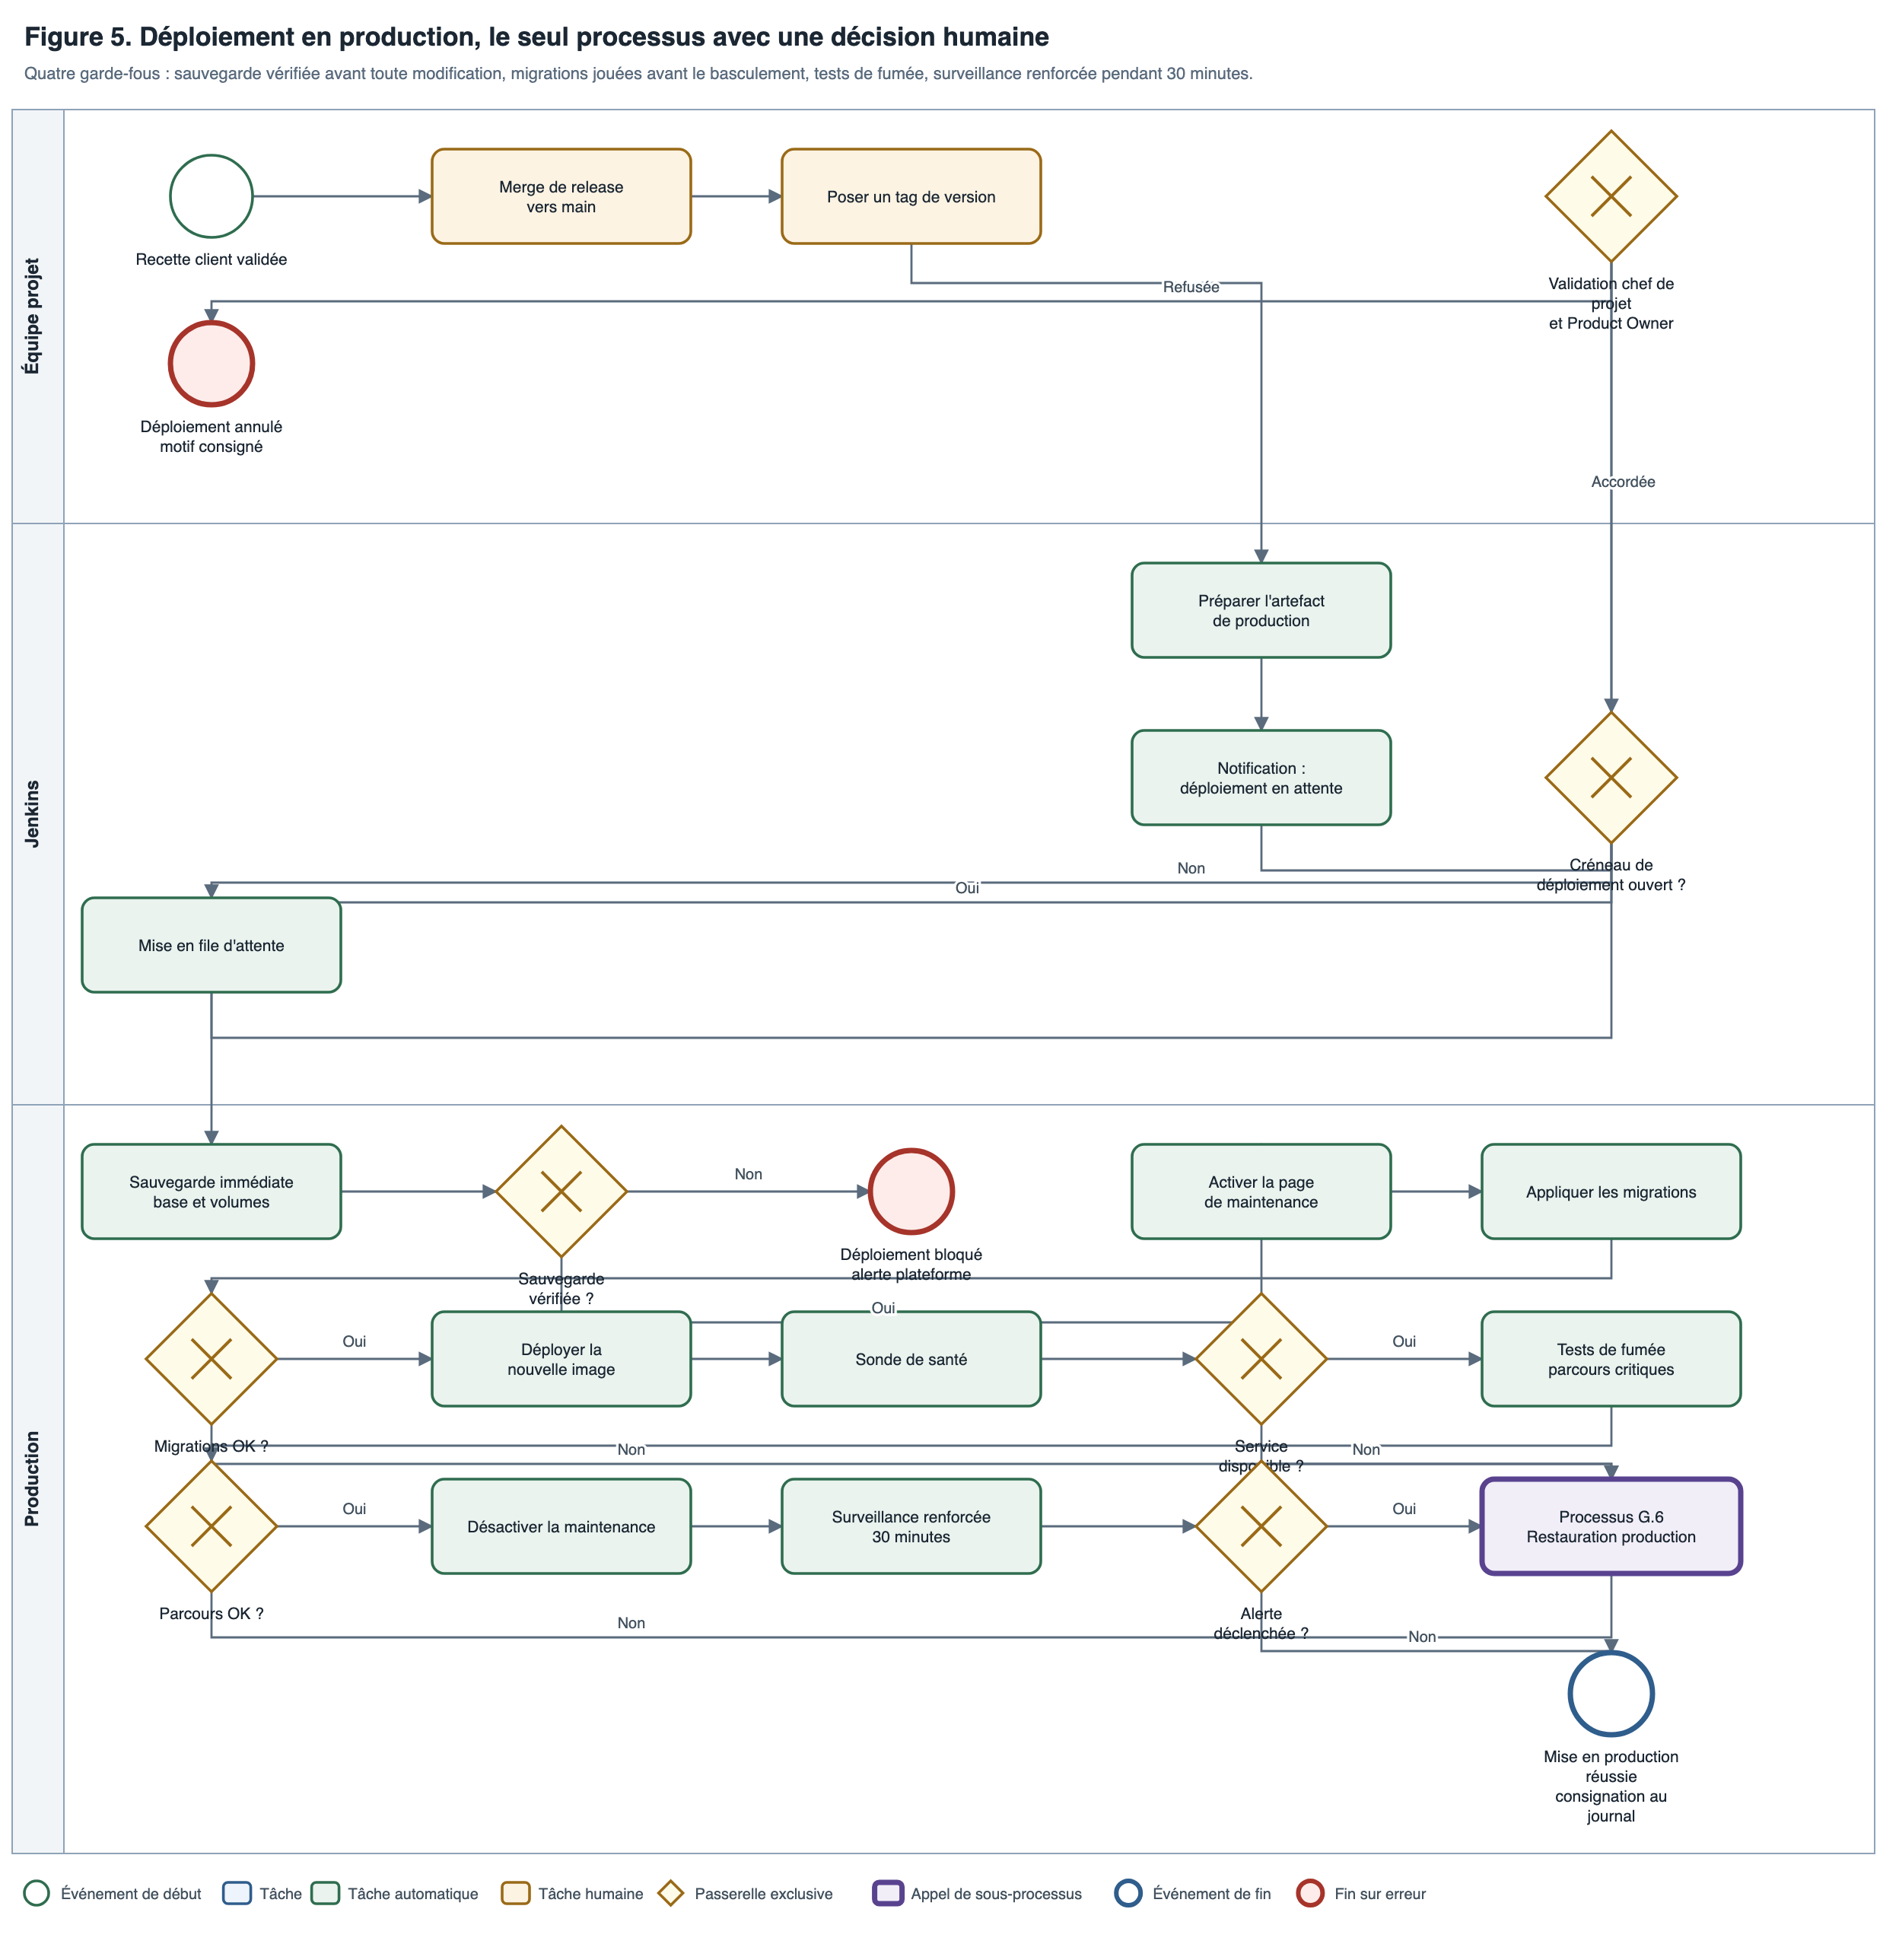 Figure 5. Déploiement en production, le seul processus avec une décision humaine
Quatre garde-fous : sauvegarde vérifiée avant toute modification, migrations jouées avant le basculement, tests de fumée, surveillance renforcée pendant 30 minutes.
Équipe projet
Recette client validée
Merge de release
vers main
Poser un tag de version
Validation chef de
projet
et Product Owner
Refusée
Déploiement annulé
motif consigné
Accordée
Jenkins
Préparer l'artefact
de production
Notification :
déploiement en attente
Créneau de
déploiement ouvert ?
Non
Oui
Mise en file d'attente
Production
Sauvegarde immédiate
base et volumes
Sauvegarde
vérifiée ?
Non
Déploiement bloqué
alerte plateforme
Activer la page
de maintenance
Appliquer les migrations
Oui
Migrations OK ?
Oui
Déployer la
nouvelle image
Sonde de santé
Service
disponible ?
Oui
Tests de fumée
parcours critiques
Non
Non
Parcours OK ?
Oui
Désactiver la maintenance
Surveillance renforcée
30 minutes
Alerte
déclenchée ?
Oui
Processus G.6
Restauration production
Non
Non
Mise en production
réussie
consignation au
journal
Événement de début
Tâche
Tâche automatique
Tâche humaine
Passerelle exclusive
Appel de sous-processus
Événement de fin
Fin sur erreur